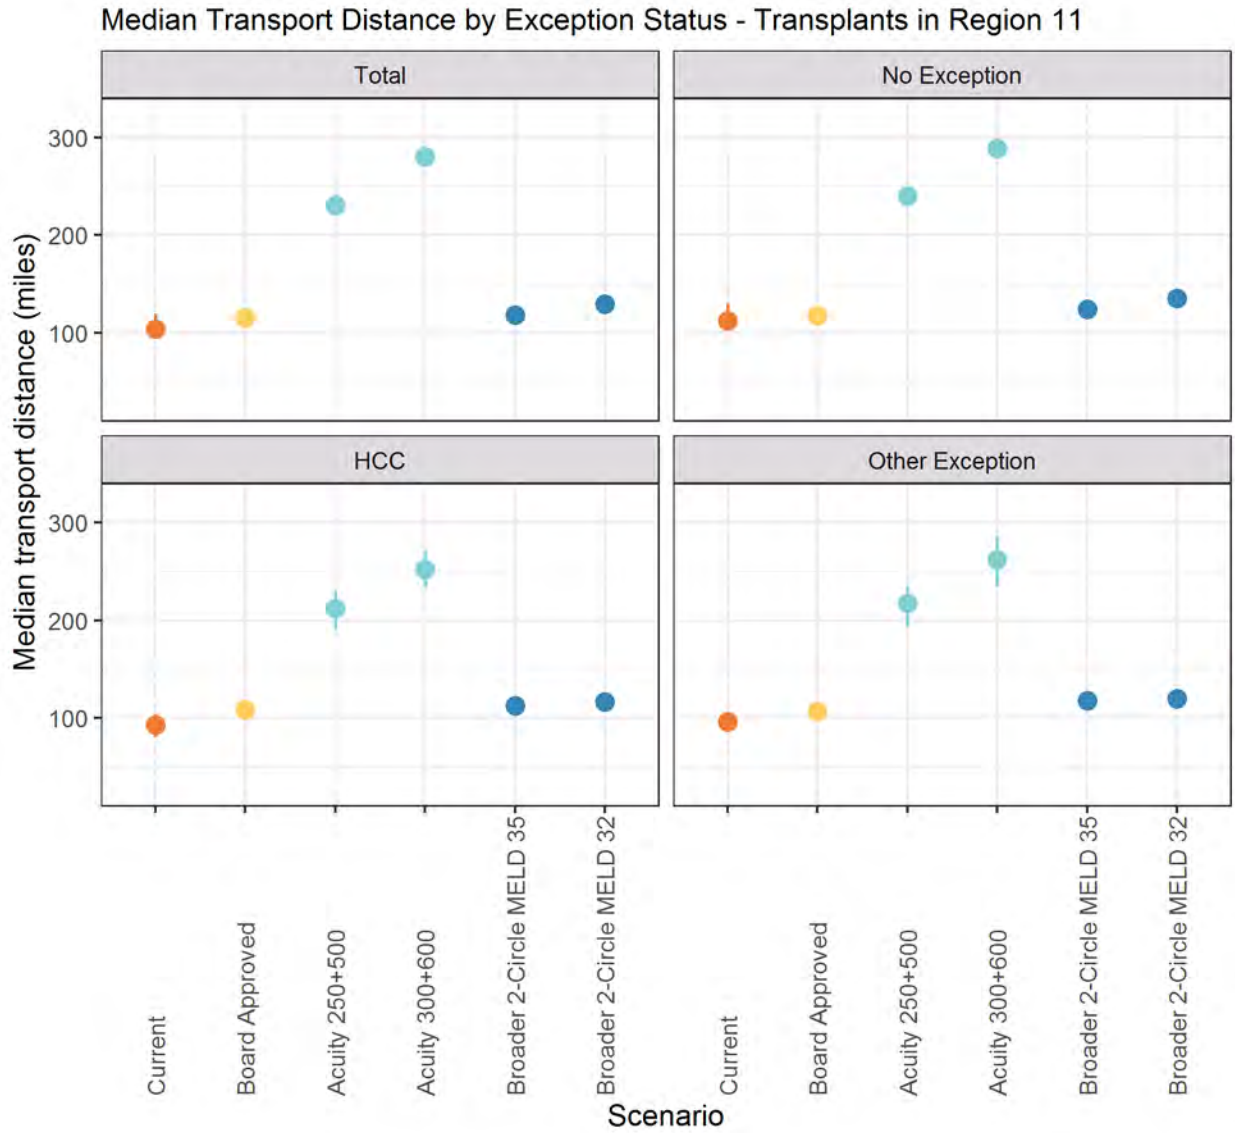 Median Transport Distance by Exception Status - Transplants in Region 11
Total
No Exception
300
200
100
HCC
Other Exception
300
200
100
Median transport distance (miles)
Current
Board Approved
Acuity 250+500
Acuity 300+600
Broader 2-Circle MELD 35
Broader 2-Circle MELD 32
Current
Board Approved
Acuity 250+500
Acuity 300+600
Broader 2-Circle MELD 35
Broader 2-Circle MELD 32
Scenario